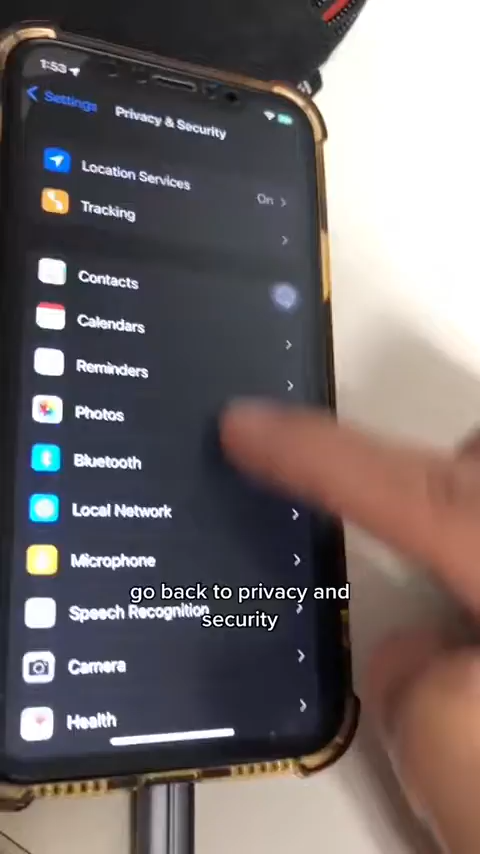 1:53
Settings
Privacy & Security
Location Services
On
Tracking
Contacts
Calendars
Reminders
Photos
Bluetooth
Local Network
Microphone
go back to privacy and
security
Speech Recognition
Camera
Health